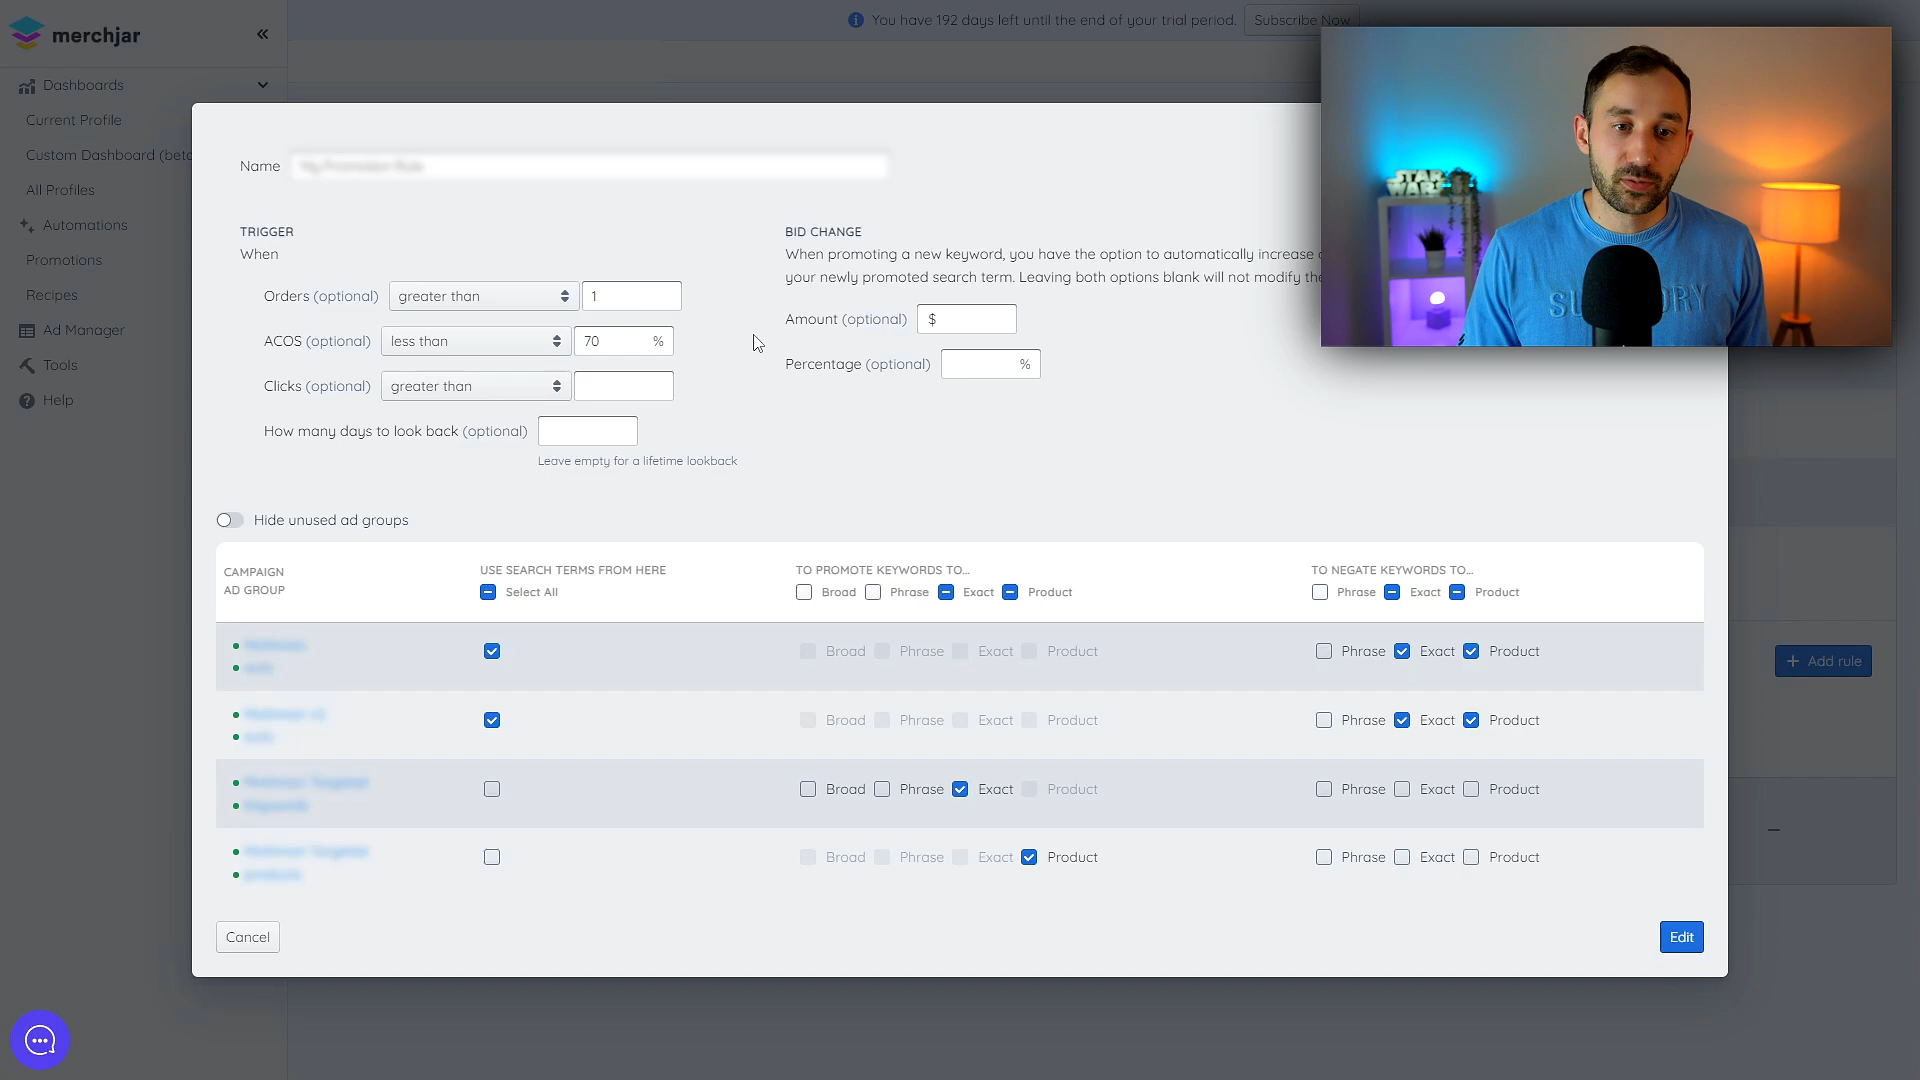 merchjar
You have 192 days left until the end of your trial period.
Subscribe Now
Dashboards
Current Profile
Custom Dashboard (beta
All Profiles
Automations
Promotions
Recipes
Ad Manager
Tools
Help
Name
TRIGGER
When
Orders (optional) greater than 1
ACOS (optional) less than 70 %
Clicks (optional) greater than
How many days to look back (optional)
Leave empty for a lifetime lookback
BID CHANGE
When promoting a new keyword, you have the option to automatically increase
your newly promoted search term. Leaving both options blank will not modify the
Amount (optional) $
Percentage (optional) %
STAR
WARS
Hide unused ad groups
CAMPAIGN
AD GROUP
USE SEARCH TERMS FROM HERE
Select All
TO PROMOTE KEYWORDS TO...
Broad Phrase Exact Product
TO NEGATE KEYWORDS TO...
Phrase Exact Product
Broad Phrase Exact Product Phrase Exact Product
Broad Phrase Exact Product Phrase Exact Product
Broad Phrase Exact Product Phrase Exact Product
Broad Phrase Exact Product Phrase Exact Product
+ Add rule
Cancel
Edit